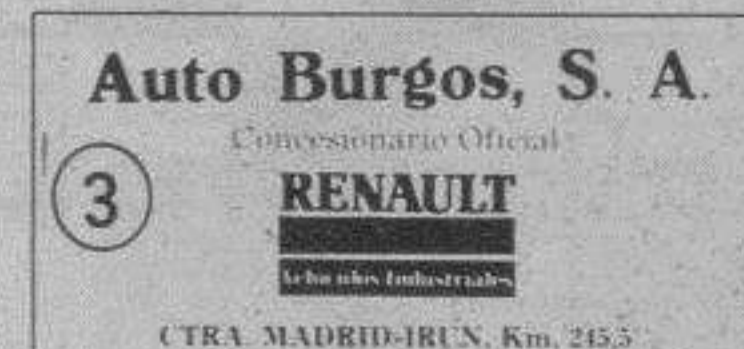 Auto Burgos, S. A.
Concesionario Oficial
3
RENAULT
Vehículos Industriales
CTRA. MADRID-IRUN, Km. 245,5